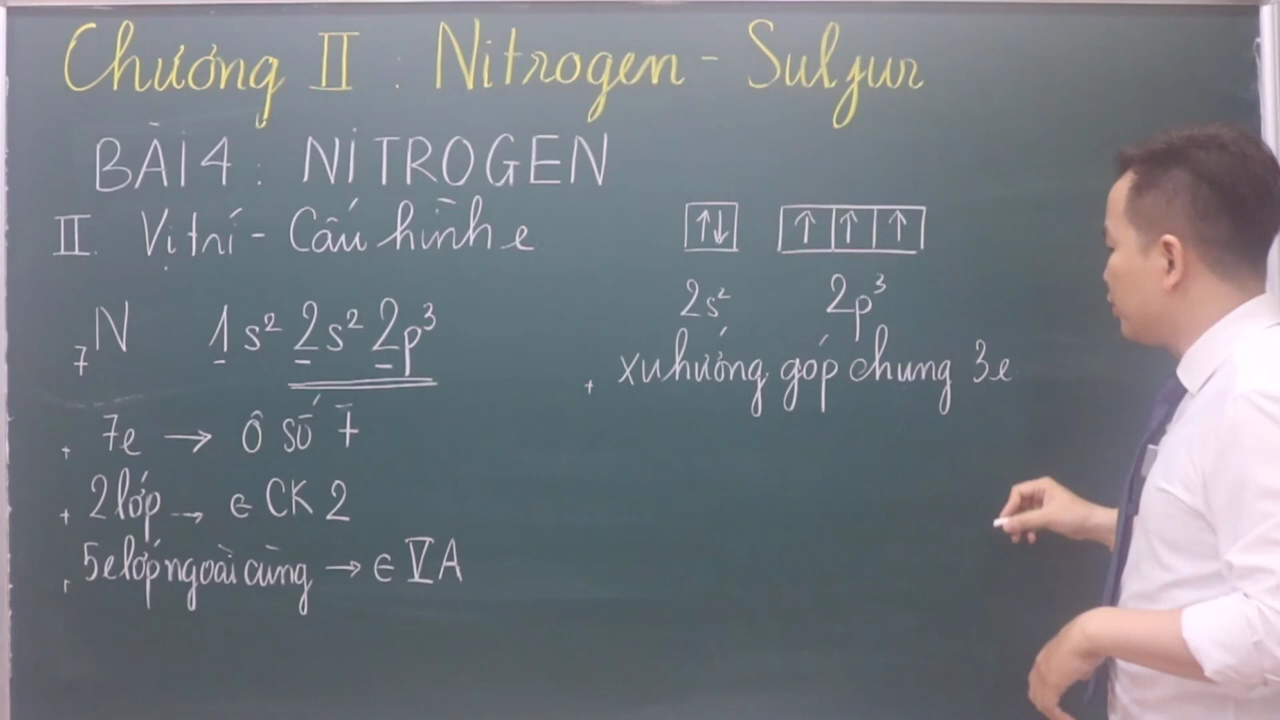 Chương II : Nitrogen - Sulfur
BÀI 4 : NITROGEN
II. Vị trí - Cấu hình e
₇N 1s² 2s² 2p³
+ 7e → Ô số 7
+ 2 lớp → ∈ CK 2
+ 5e lớp ngoài cùng → ∈ VA
↑↓ ↑ ↑ ↑
2s² 2p³
+ xu hướng góp chung 3e